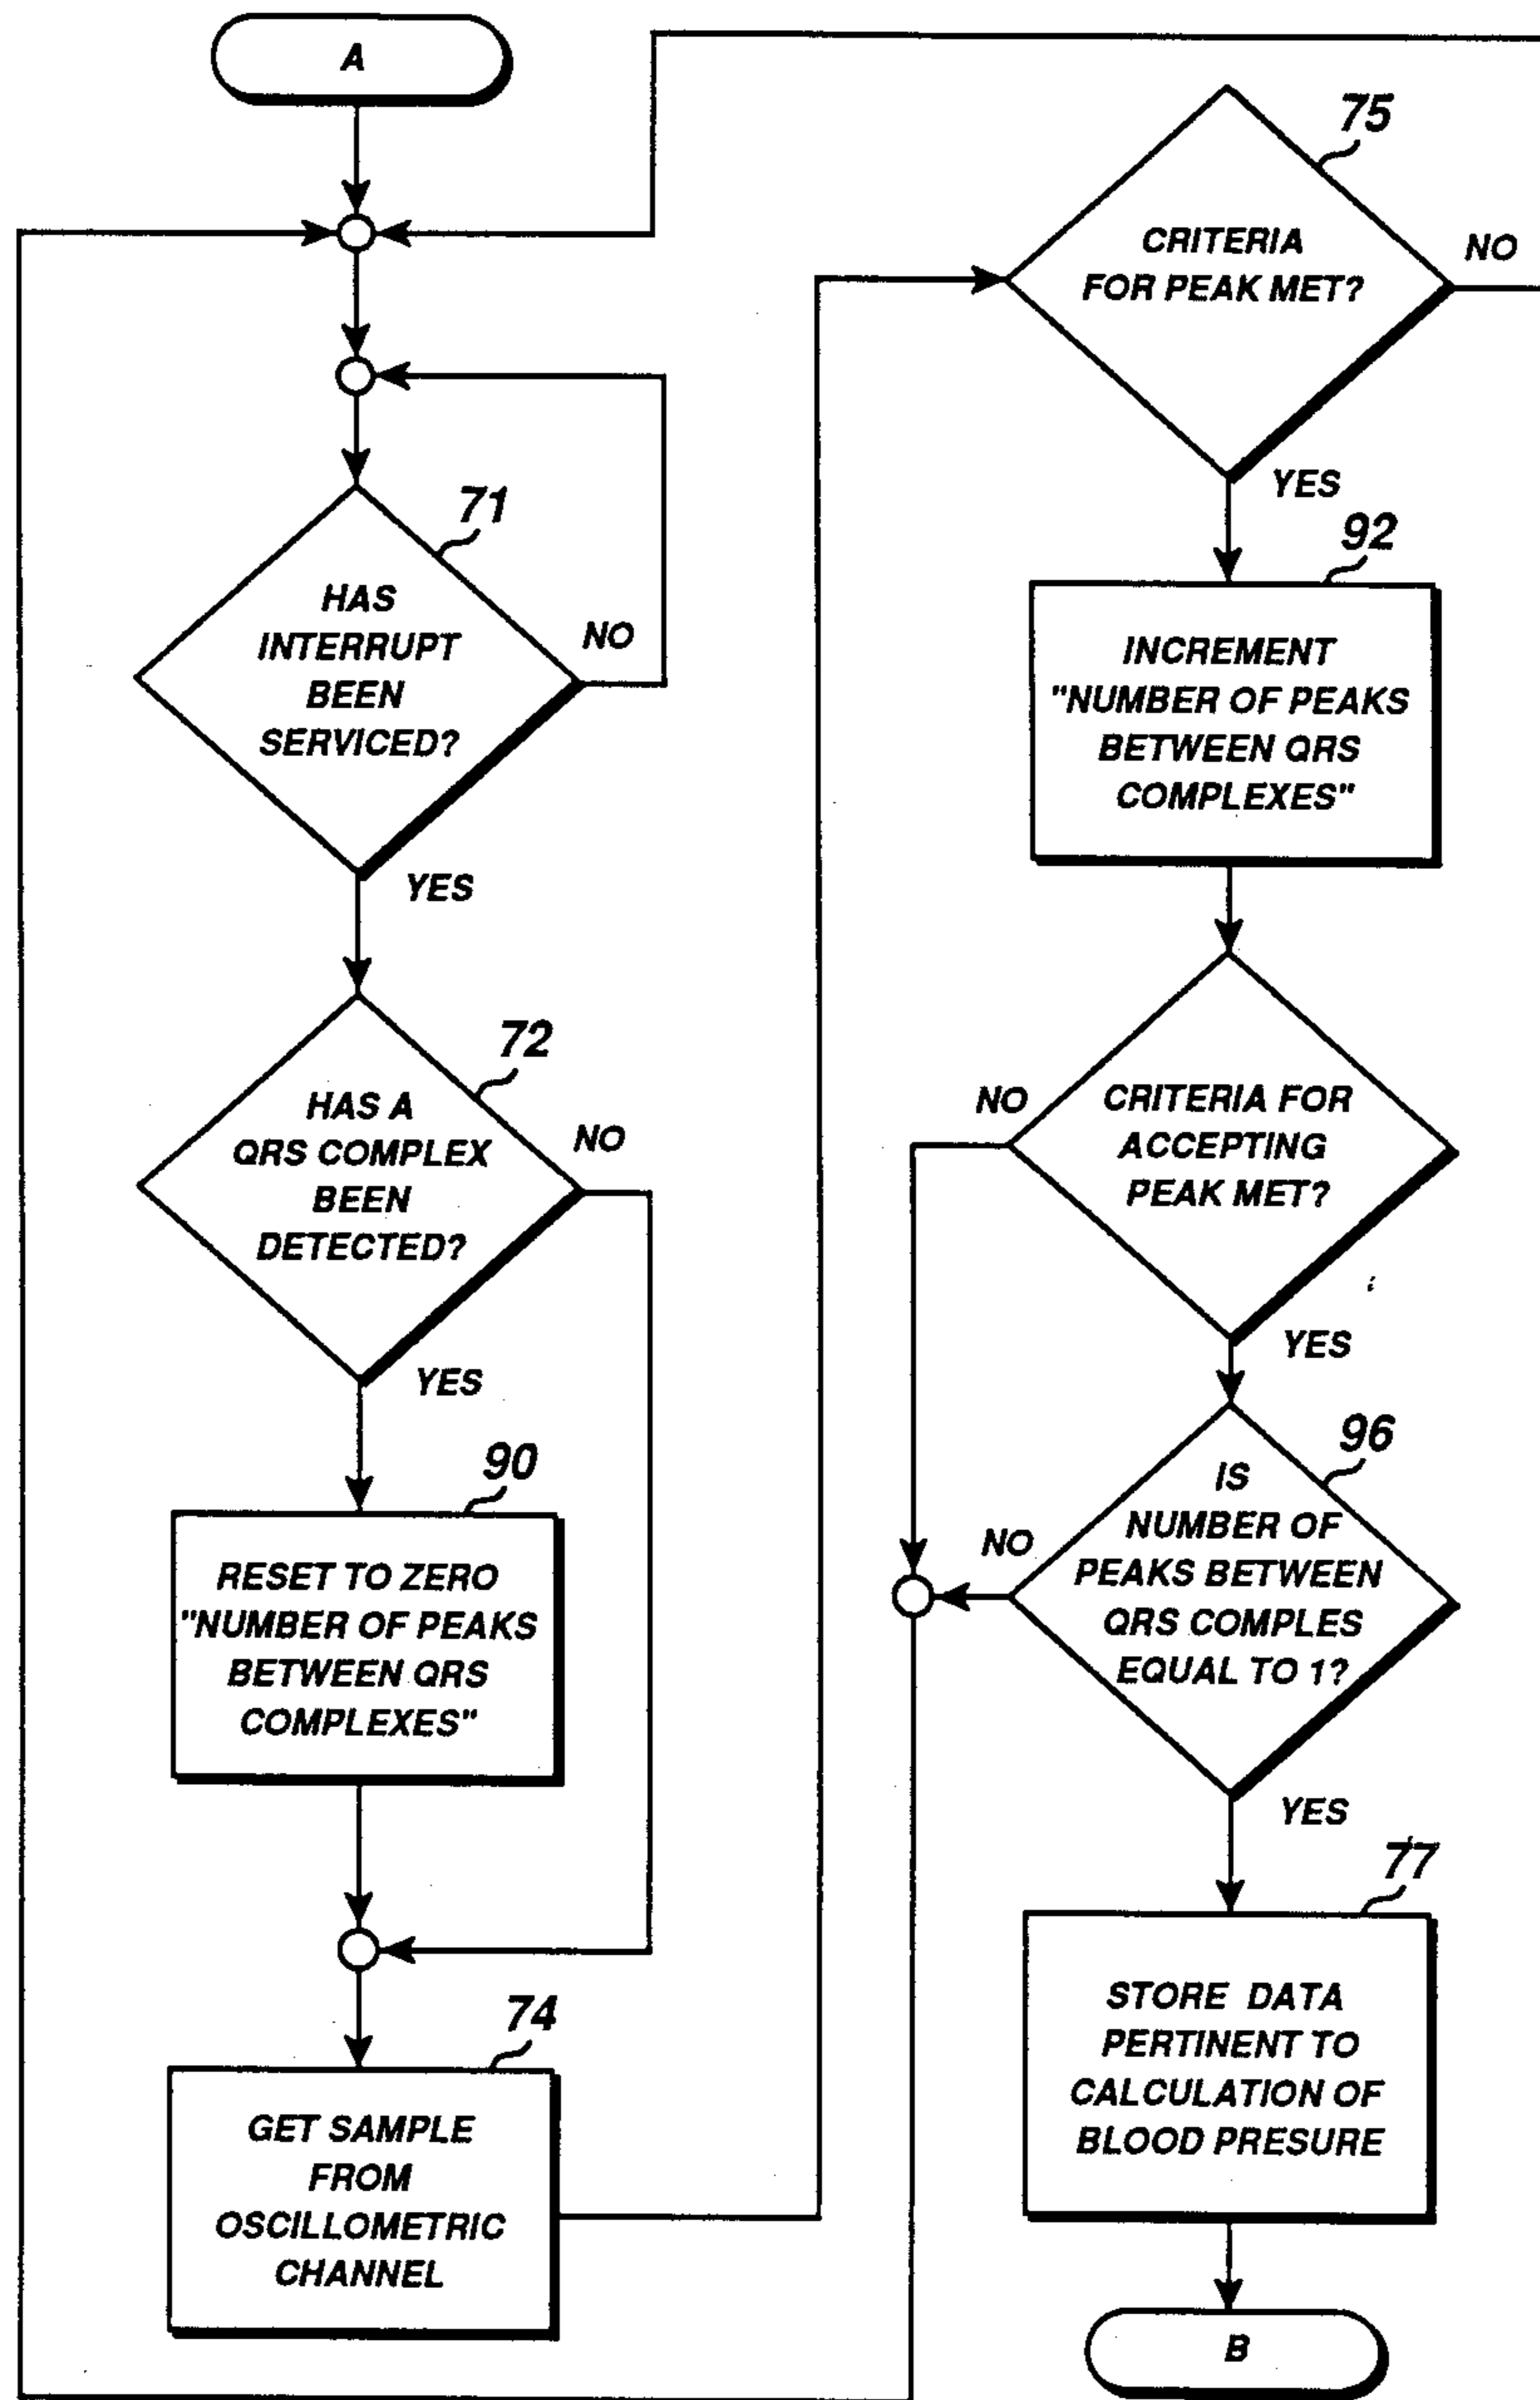 A
71
HAS
INTERRUPT
BEEN
SERVICED?
NO
YES
72
HAS A
QRS COMPLEX
BEEN
DETECTED?
NO
YES
90
RESET TO ZERO
"NUMBER OF PEAKS
BETWEEN QRS
COMPLEXES"
74
GET SAMPLE
FROM
OSCILLOMETRIC
CHANNEL
75
CRITERIA
FOR PEAK MET?
NO
YES
92
INCREMENT
"NUMBER OF PEAKS
BETWEEN QRS
COMPLEXES"
CRITERIA FOR
ACCEPTING
PEAK MET?
NO
YES
96
IS
NUMBER OF
PEAKS BETWEEN
QRS COMPLES
EQUAL TO 1?
NO
YES
77
STORE DATA
PERTINENT TO
CALCULATION OF
BLOOD PRESURE
B